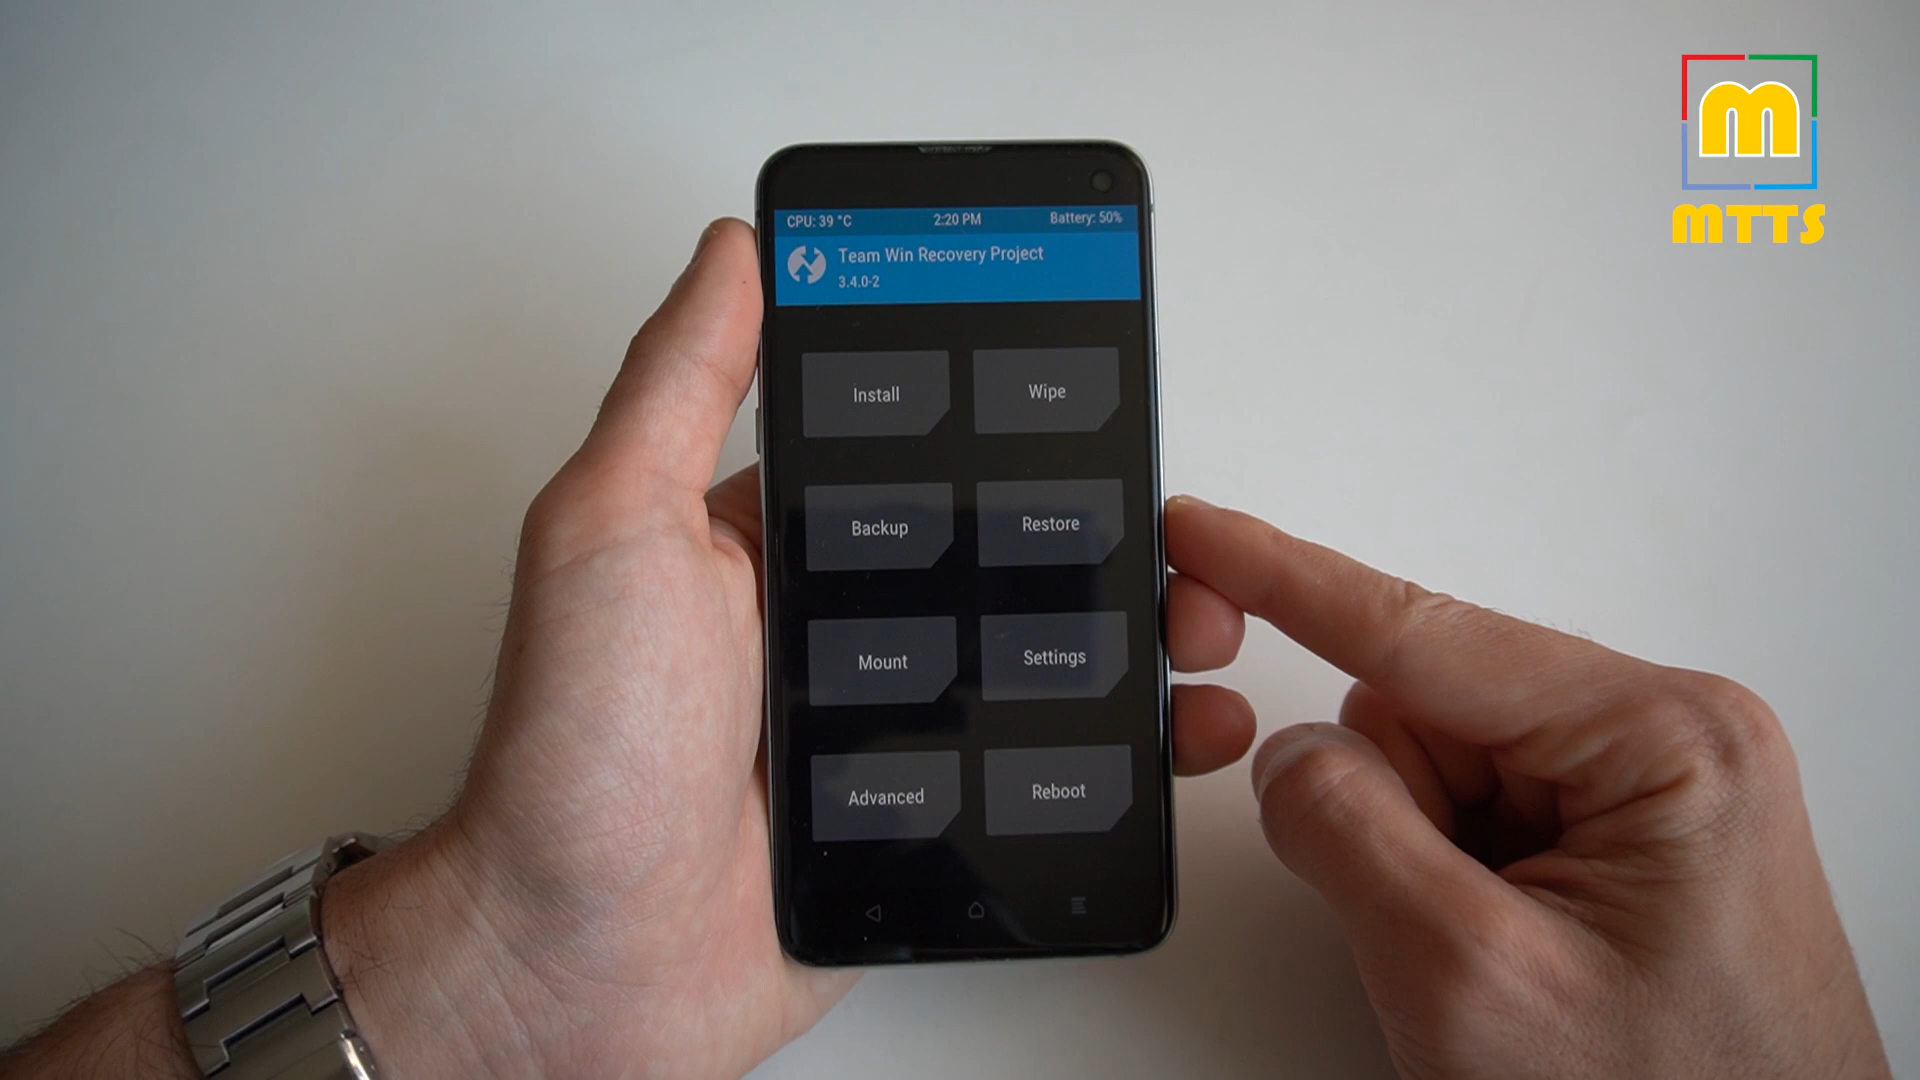 M
MTTS
CPU: 39 °C
2:20 PM
Battery: 50%
Team Win Recovery Project
3.4.0-2
Install
Wipe
Backup
Restore
Mount
Settings
Advanced
Reboot